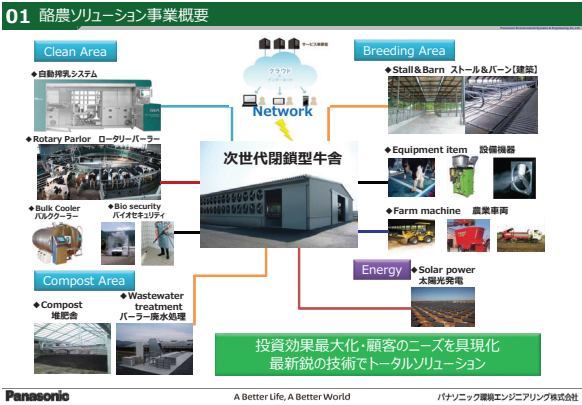 01 酪農ソリューション事業概要
Clean Area
◆自動搾乳システム
サービス事業者
クラウド
Network
Breeding Area
◆Stall&Barn ストール&バーン[建築]
◆Rotary Parlor ロータリーパーラー
次世代閉鎖型牛舎
◆Equipment item 設備機器
◆Bulk Cooler
バルククーラー
◆Bio security
バイオセキュリティ
◆Farm machine 農業車両
Compost Area
◆Compost
堆肥舎
◆Wastewater
treatment
パーラー廃水処理
Energy
◆Solar power
太陽光発電
投資効果最大化・顧客のニーズを具現化
最新鋭の技術でトータルソリューション
Panasonic
A Better Life, A Better World
パナソニック環境エンジニアリング株式会社